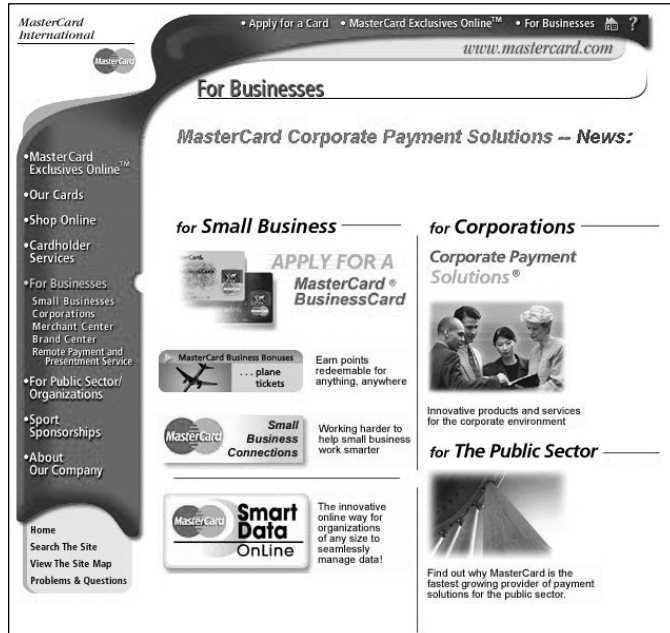 MasterCard
International
MasterCard
• Apply for a Card • MasterCard Exclusives Online™ • For Businesses ?
www.mastercard.com
For Businesses
MasterCard Corporate Payment Solutions -- News:
•MasterCard
Exclusives Online™
•Our Cards
•Shop Online
•Cardholder
Services
•For Businesses
Small Businesses
Corporations
Merchant Center
Brand Center
Remote Payment and
Presentment Service
•For Public Sector/
Organizations
•Sport
Sponsorships
•About
Our Company
Home
Search The Site
View The Site Map
Problems & Questions
for Small Business
APPLY FOR A
MasterCard ®
BusinessCard
MasterCard Business Bonuses
. . . plane
tickets
Earn points
redeemable for
anything, anywhere
MasterCard
Small
Business
Connections
Working harder to
help small business
work smarter
MasterCard
Smart
Data
OnLine
The innovative
online way for
organizations
of any size to
seamlessly
manage data!
for Corporations
Corporate Payment
Solutions ®
Innovative products and services
for the corporate environment
for The Public Sector
Find out why MasterCard is the
fastest growing provider of payment
solutions for the public sector.